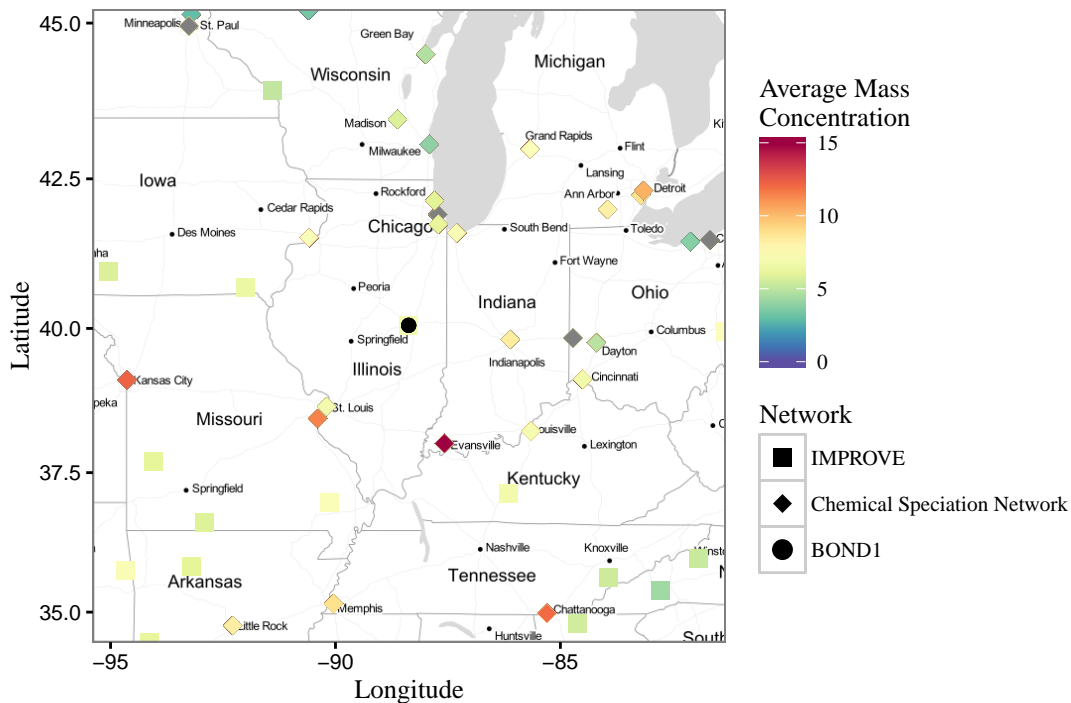 45.0
Minneapolis
St. Paul
Green Bay
Michigan
Wisconsin
Madison
Milwaukee
Grand Rapids
Flint
Lansing
42.5
Iowa
Rockford
Ann Arbor
Detroit
Cedar Rapids
Chicago
South Bend
Toledo
Des Moines
Fort Wayne
Peoria
Indiana
Ohio
40.0
Springfield
Columbus
Indianapolis
Dayton
Illinois
Kansas City
Cincinnati
St. Louis
Missouri
Evansville
Louisville
Lexington
37.5
Springfield
Kentucky
Nashville
Knoxville
Arkansas
Tennessee
35.0
Memphis
Chattanooga
Little Rock
Huntsville
South
−95
−90
−85
Latitude
Longitude
Average Mass
Concentration
15
10
5
0
Network
IMPROVE
Chemical Speciation Network
BOND1